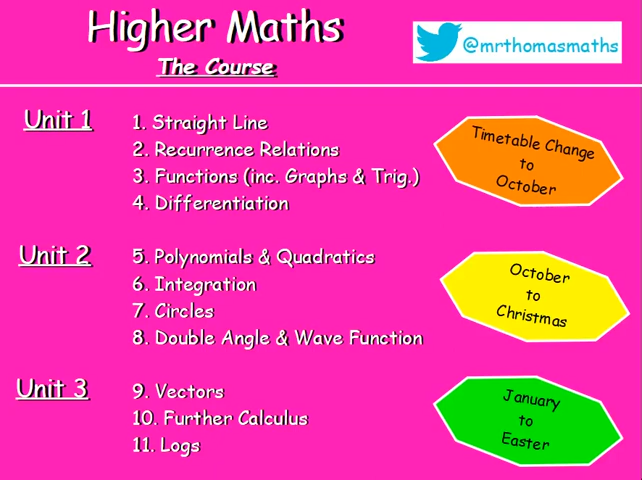 Higher Maths
@mrthomasmaths
The Course
Unit 1
1. Straight Line
2. Recurrence Relations
3. Functions (inc. Graphs & Trig.)
4. Differentiation
Timetable Change
to
October
Unit 2
5. Polynomials & Quadratics
6. Integration
7. Circles
8. Double Angle & Wave Function
October
to
Christmas
Unit 3
9. Vectors
10. Further Calculus
11. Logs
January
to
Easter